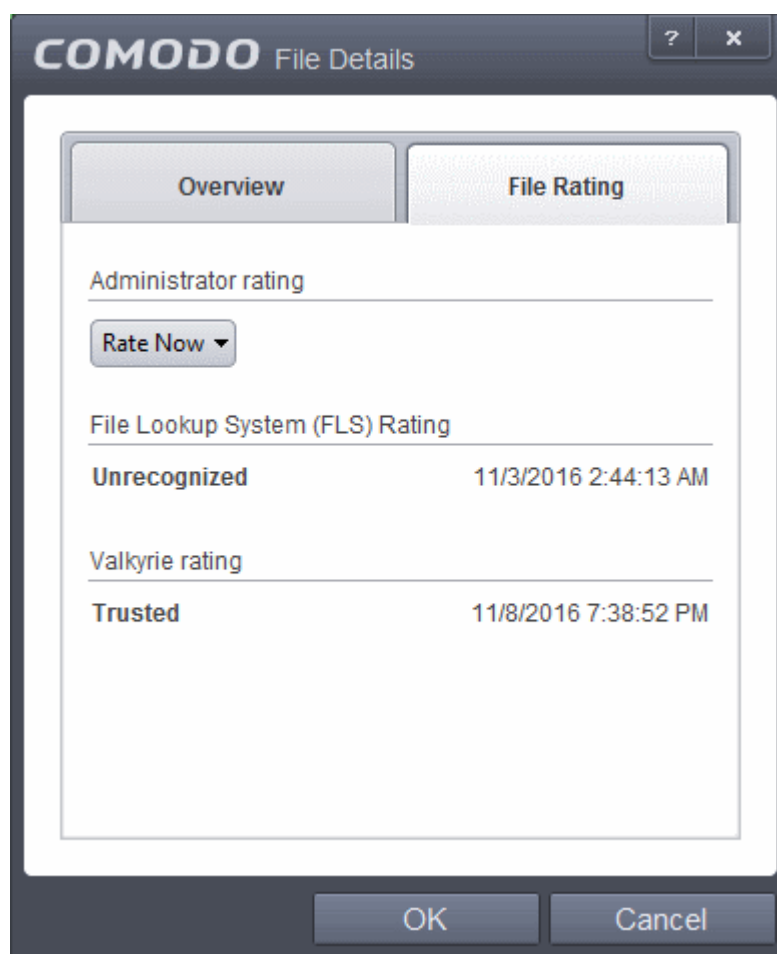 COMODO File Details ? x
Overview File Rating
Administrator rating
Rate Now
File Lookup System (FLS) Rating
Unrecognized 11/3/2016 2:44:13 AM
Valkyrie rating
Trusted 11/8/2016 7:38:52 PM
OK Cancel